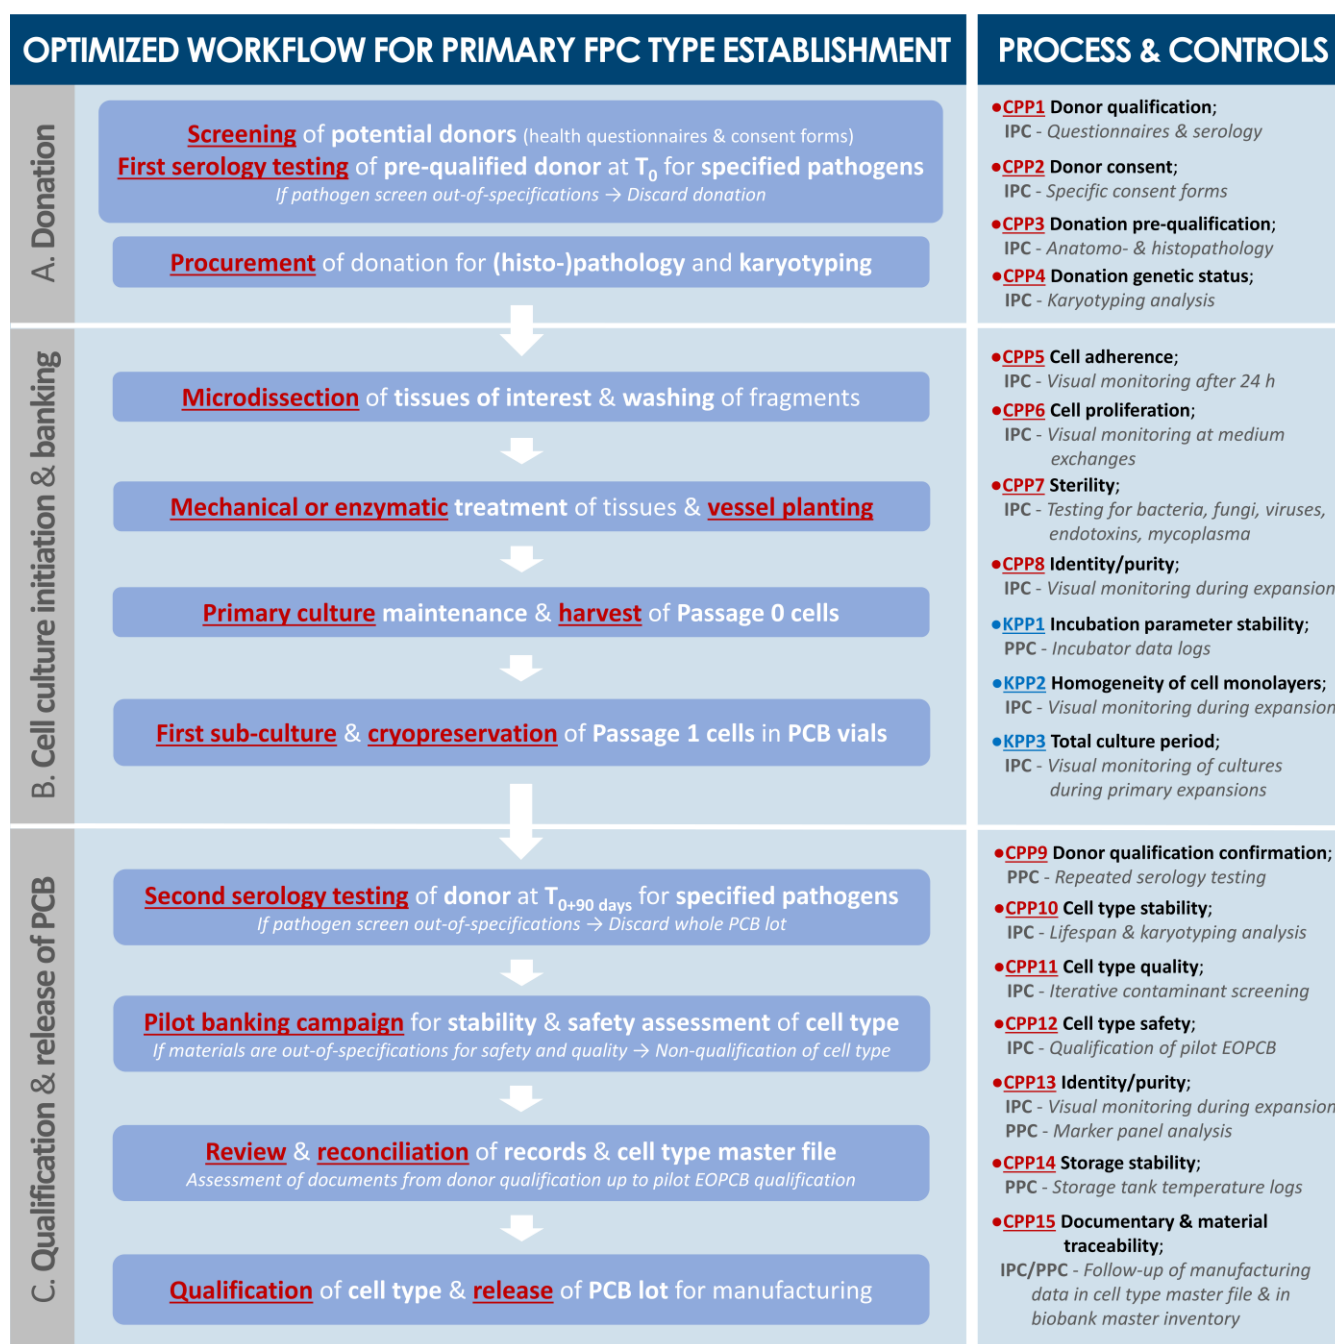 OPTIMIZED WORKFLOW FOR PRIMARY FPC TYPE ESTABLISHMENT
A. Donation
Screening of potential donors (health questionnaires & consent forms)
First serology testing of pre-qualified donor at T0 for specified pathogens
If pathogen screen out-of-specifications → Discard donation
Procurement of donation for (histo-)pathology and karyotyping
B. Cell culture initiation & banking
Microdissection of tissues of interest & washing of fragments
Mechanical or enzymatic treatment of tissues & vessel planting
Primary culture maintenance & harvest of Passage 0 cells
First sub-culture & cryopreservation of Passage 1 cells in PCB vials
C. Qualification & release of PCB
Second serology testing of donor at T0+90 days for specified pathogens
If pathogen screen out-of-specifications → Discard whole PCB lot
Pilot banking campaign for stability & safety assessment of cell type
If materials are out-of-specifications for safety and quality → Non-qualification of cell type
Review & reconciliation of records & cell type master file
Assessment of documents from donor qualification up to pilot EOPCB qualification
Qualification of cell type & release of PCB lot for manufacturing
PROCESS & CONTROLS
●CPP1 Donor qualification;
IPC - Questionnaires & serology
●CPP2 Donor consent;
IPC - Specific consent forms
●CPP3 Donation pre-qualification;
IPC - Anatomo- & histopathology
●CPP4 Donation genetic status;
IPC - Karyotyping analysis
●CPP5 Cell adherence;
IPC - Visual monitoring after 24 h
●CPP6 Cell proliferation;
IPC - Visual monitoring at medium
exchanges
●CPP7 Sterility;
IPC - Testing for bacteria, fungi, viruses,
endotoxins, mycoplasma
●CPP8 Identity/purity;
IPC - Visual monitoring during expansion
●KPP1 Incubation parameter stability;
PPC - Incubator data logs
●KPP2 Homogeneity of cell monolayers;
IPC - Visual monitoring during expansion
●KPP3 Total culture period;
IPC - Visual monitoring of cultures
during primary expansions
●CPP9 Donor qualification confirmation;
PPC - Repeated serology testing
●CPP10 Cell type stability;
IPC - Lifespan & karyotyping analysis
●CPP11 Cell type quality;
IPC - Iterative contaminant screening
●CPP12 Cell type safety;
IPC - Qualification of pilot EOPCB
●CPP13 Identity/purity;
IPC - Visual monitoring during expansion
PPC - Marker panel analysis
●CPP14 Storage stability;
PPC - Storage tank temperature logs
●CPP15 Documentary & material
traceability;
IPC/PPC - Follow-up of manufacturing
data in cell type master file & in
biobank master inventory